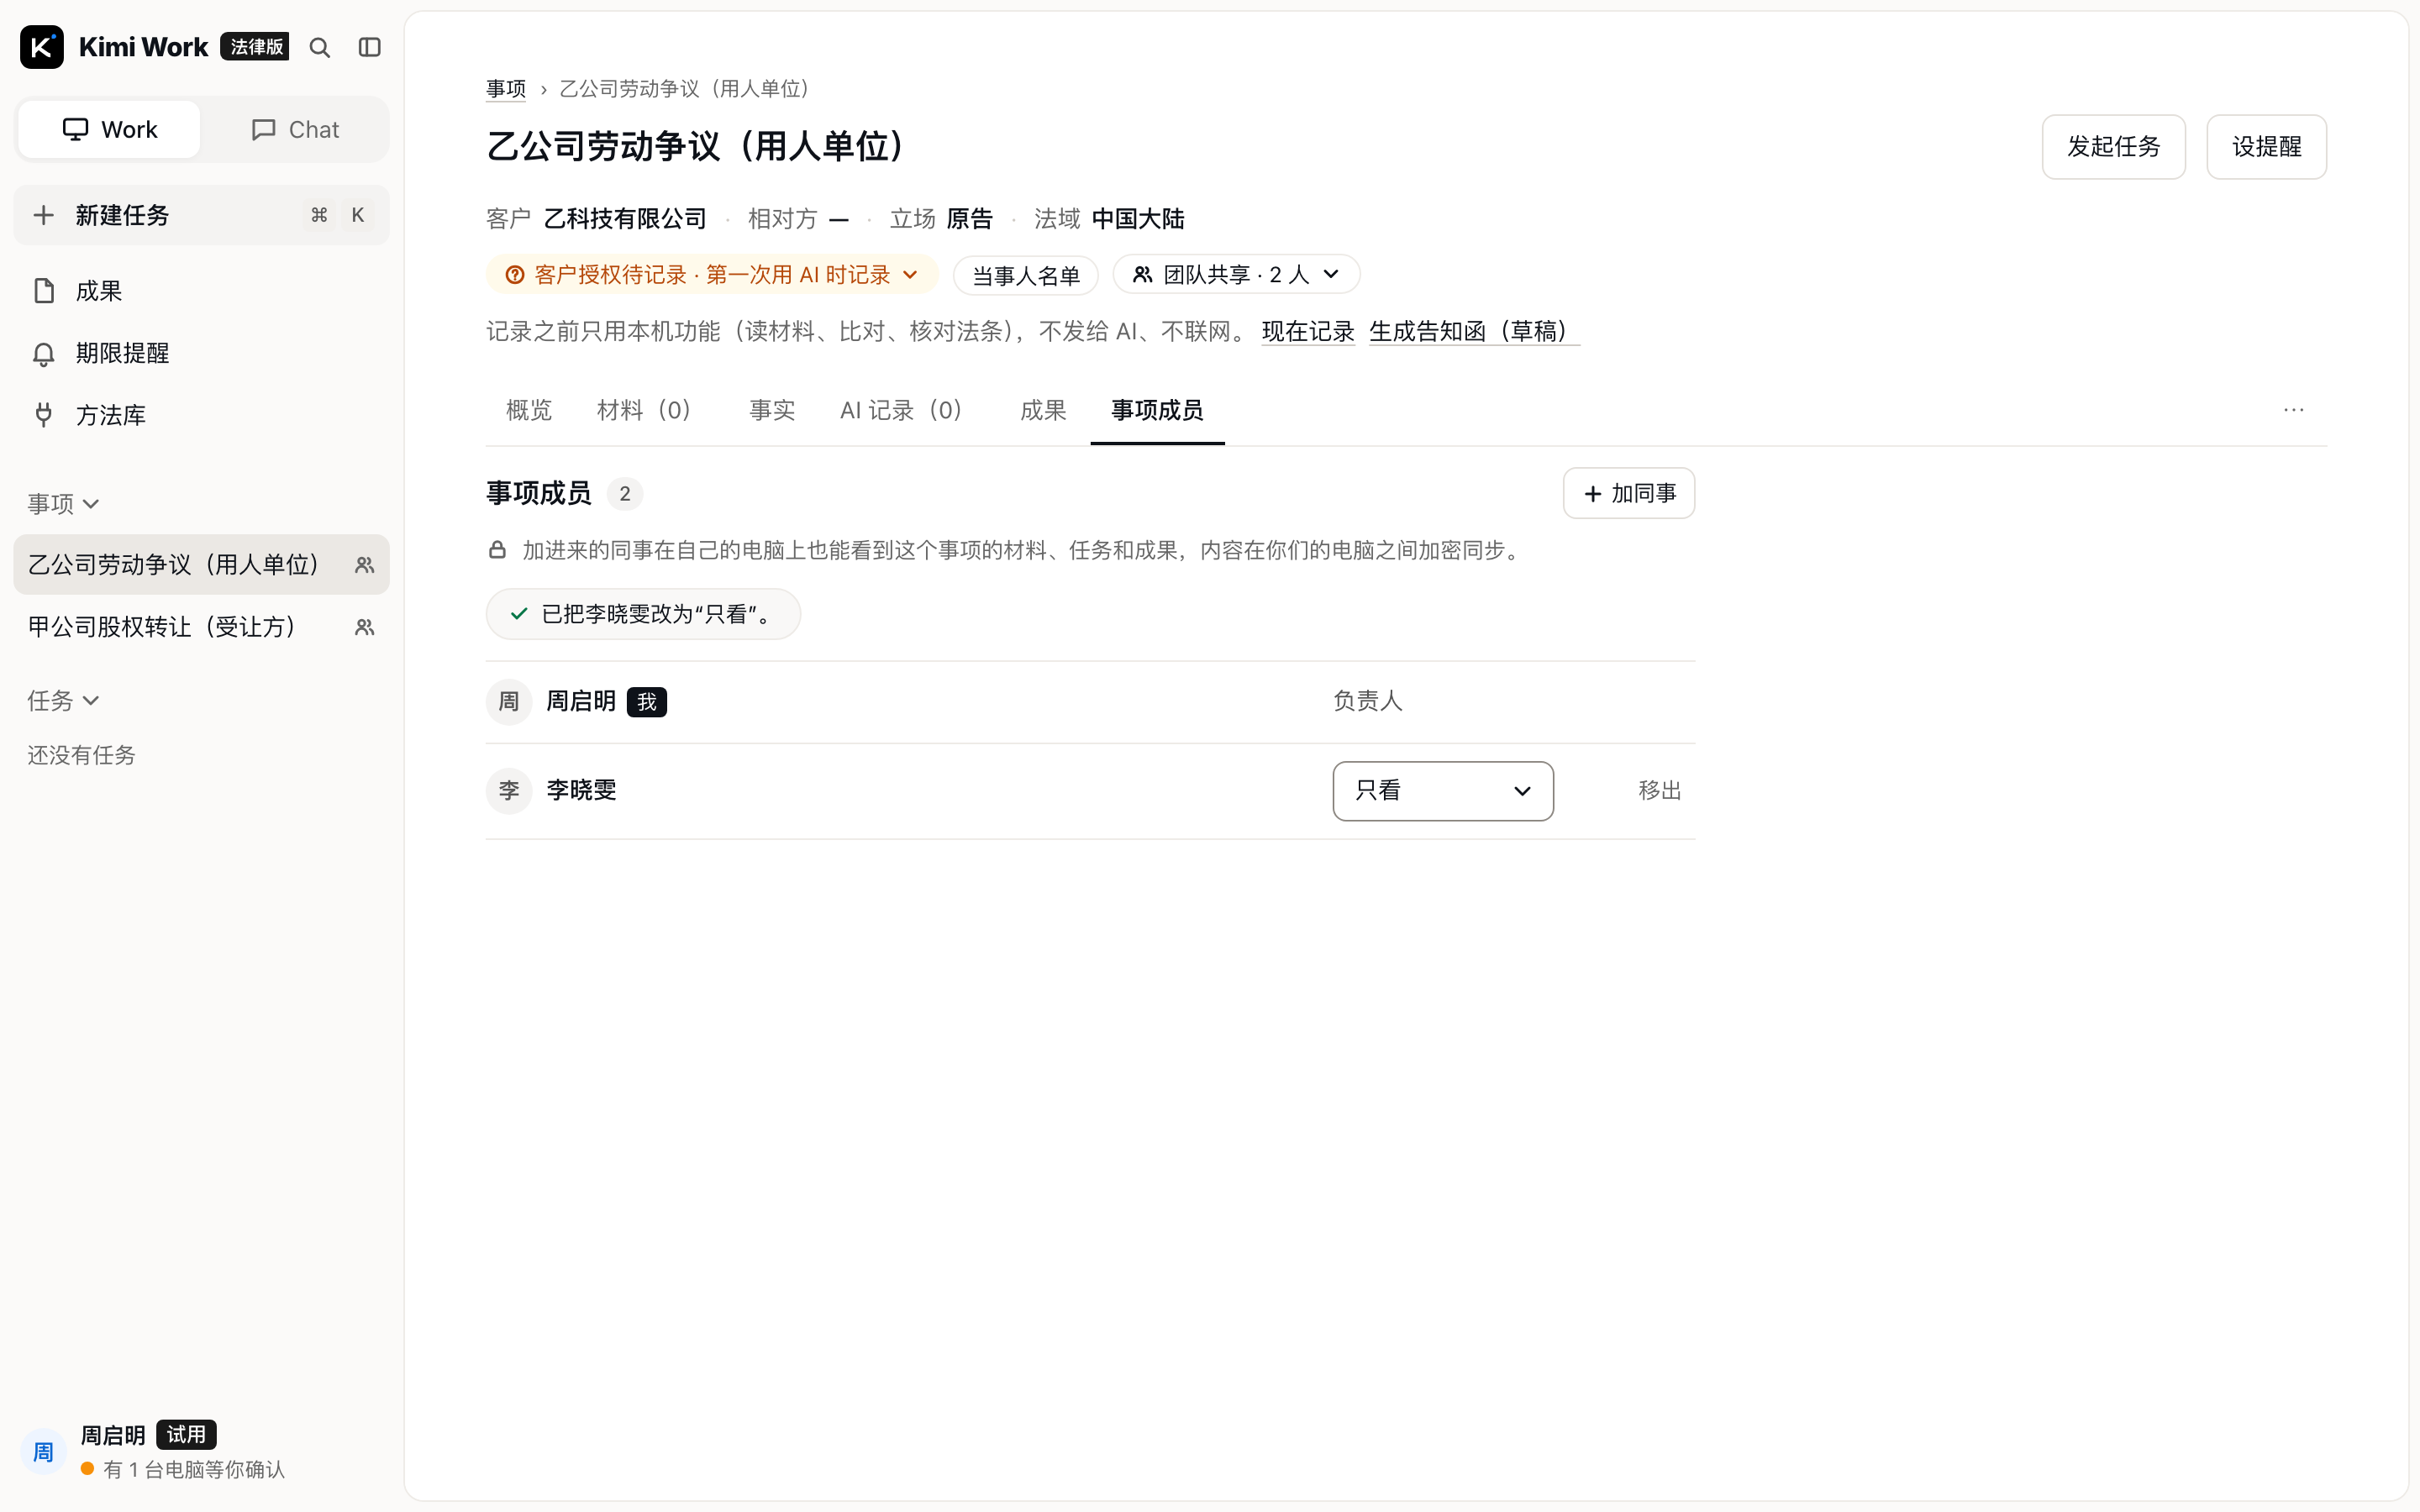 Kimi Work 法律版
Work Chat
新建任务 ⌘ K
成果
期限提醒
方法库
事项
乙公司劳动争议（用人单位）
甲公司股权转让（受让方）
任务
还没有任务
周 周启明 试用
有 1 台电脑等你确认
事项 › 乙公司劳动争议（用人单位）
乙公司劳动争议（用人单位）
发起任务 设提醒
客户 乙科技有限公司 · 相对方 — · 立场 原告 · 法域 中国大陆
客户授权待记录 · 第一次用 AI 时记录 当事人名单 团队共享 · 2 人
记录之前只用本机功能（读材料、比对、核对法条），不发给 AI、不联网。 现在记录 生成告知函（草稿）
概览 材料（0） 事实 AI 记录（0） 成果 事项成员 ···
事项成员 2 加同事
加进来的同事在自己的电脑上也能看到这个事项的材料、任务和成果，内容在你们的电脑之间加密同步。
已把李晓雯改为“只看”。
周 周启明 我 负责人
李 李晓雯 只看 移出